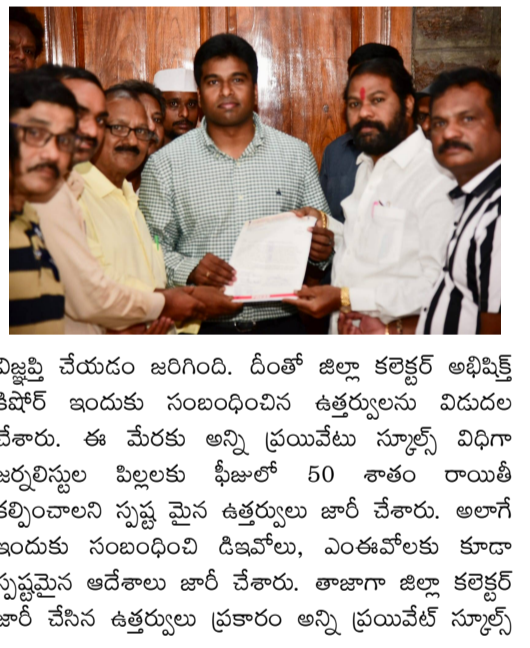 విజ్ఞప్తి చేయడం జరిగింది. దీంతో జిల్లా కలెక్టర్ అభిషిక్త్
కిషోర్ ఇందుకు సంబంధించిన ఉత్తర్వులను విడుదల
చేశారు. ఈ మేరకు అన్ని ప్రయివేటు స్కూల్స్ విధిగా
జర్నలిస్టుల పిల్లలకు ఫీజులో 50 శాతం రాయితీ
కల్పించాలని స్పష్ట మైన ఉత్తర్వులు జారీ చేశారు. అలాగే
ఇందుకు సంబంధించి డిఇవోలు, ఎంఈవోలకు కూడా
స్పష్టమైన ఆదేశాలు జారీ చేశారు. తాజాగా జిల్లా కలెక్టర్
జారీ చేసిన ఉత్తర్వులు ప్రకారం అన్ని ప్రయివేట్ స్కూల్స్